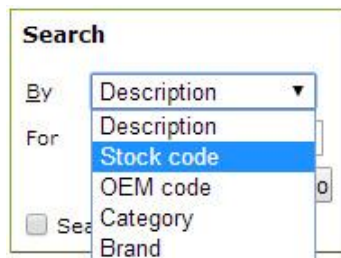 Search
By Description ▼
For Description
Stock code
OEM code
Category
Brand